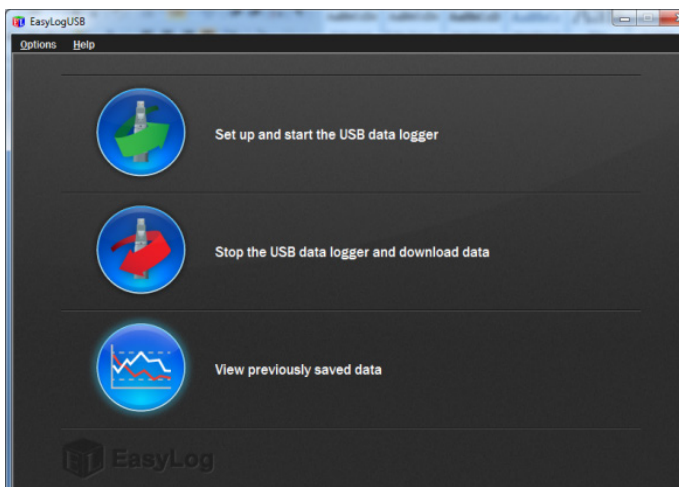 EasyLogUSB
Options Help
Set up and start the USB data logger
Stop the USB data logger and download data
View previously saved data
EasyLog